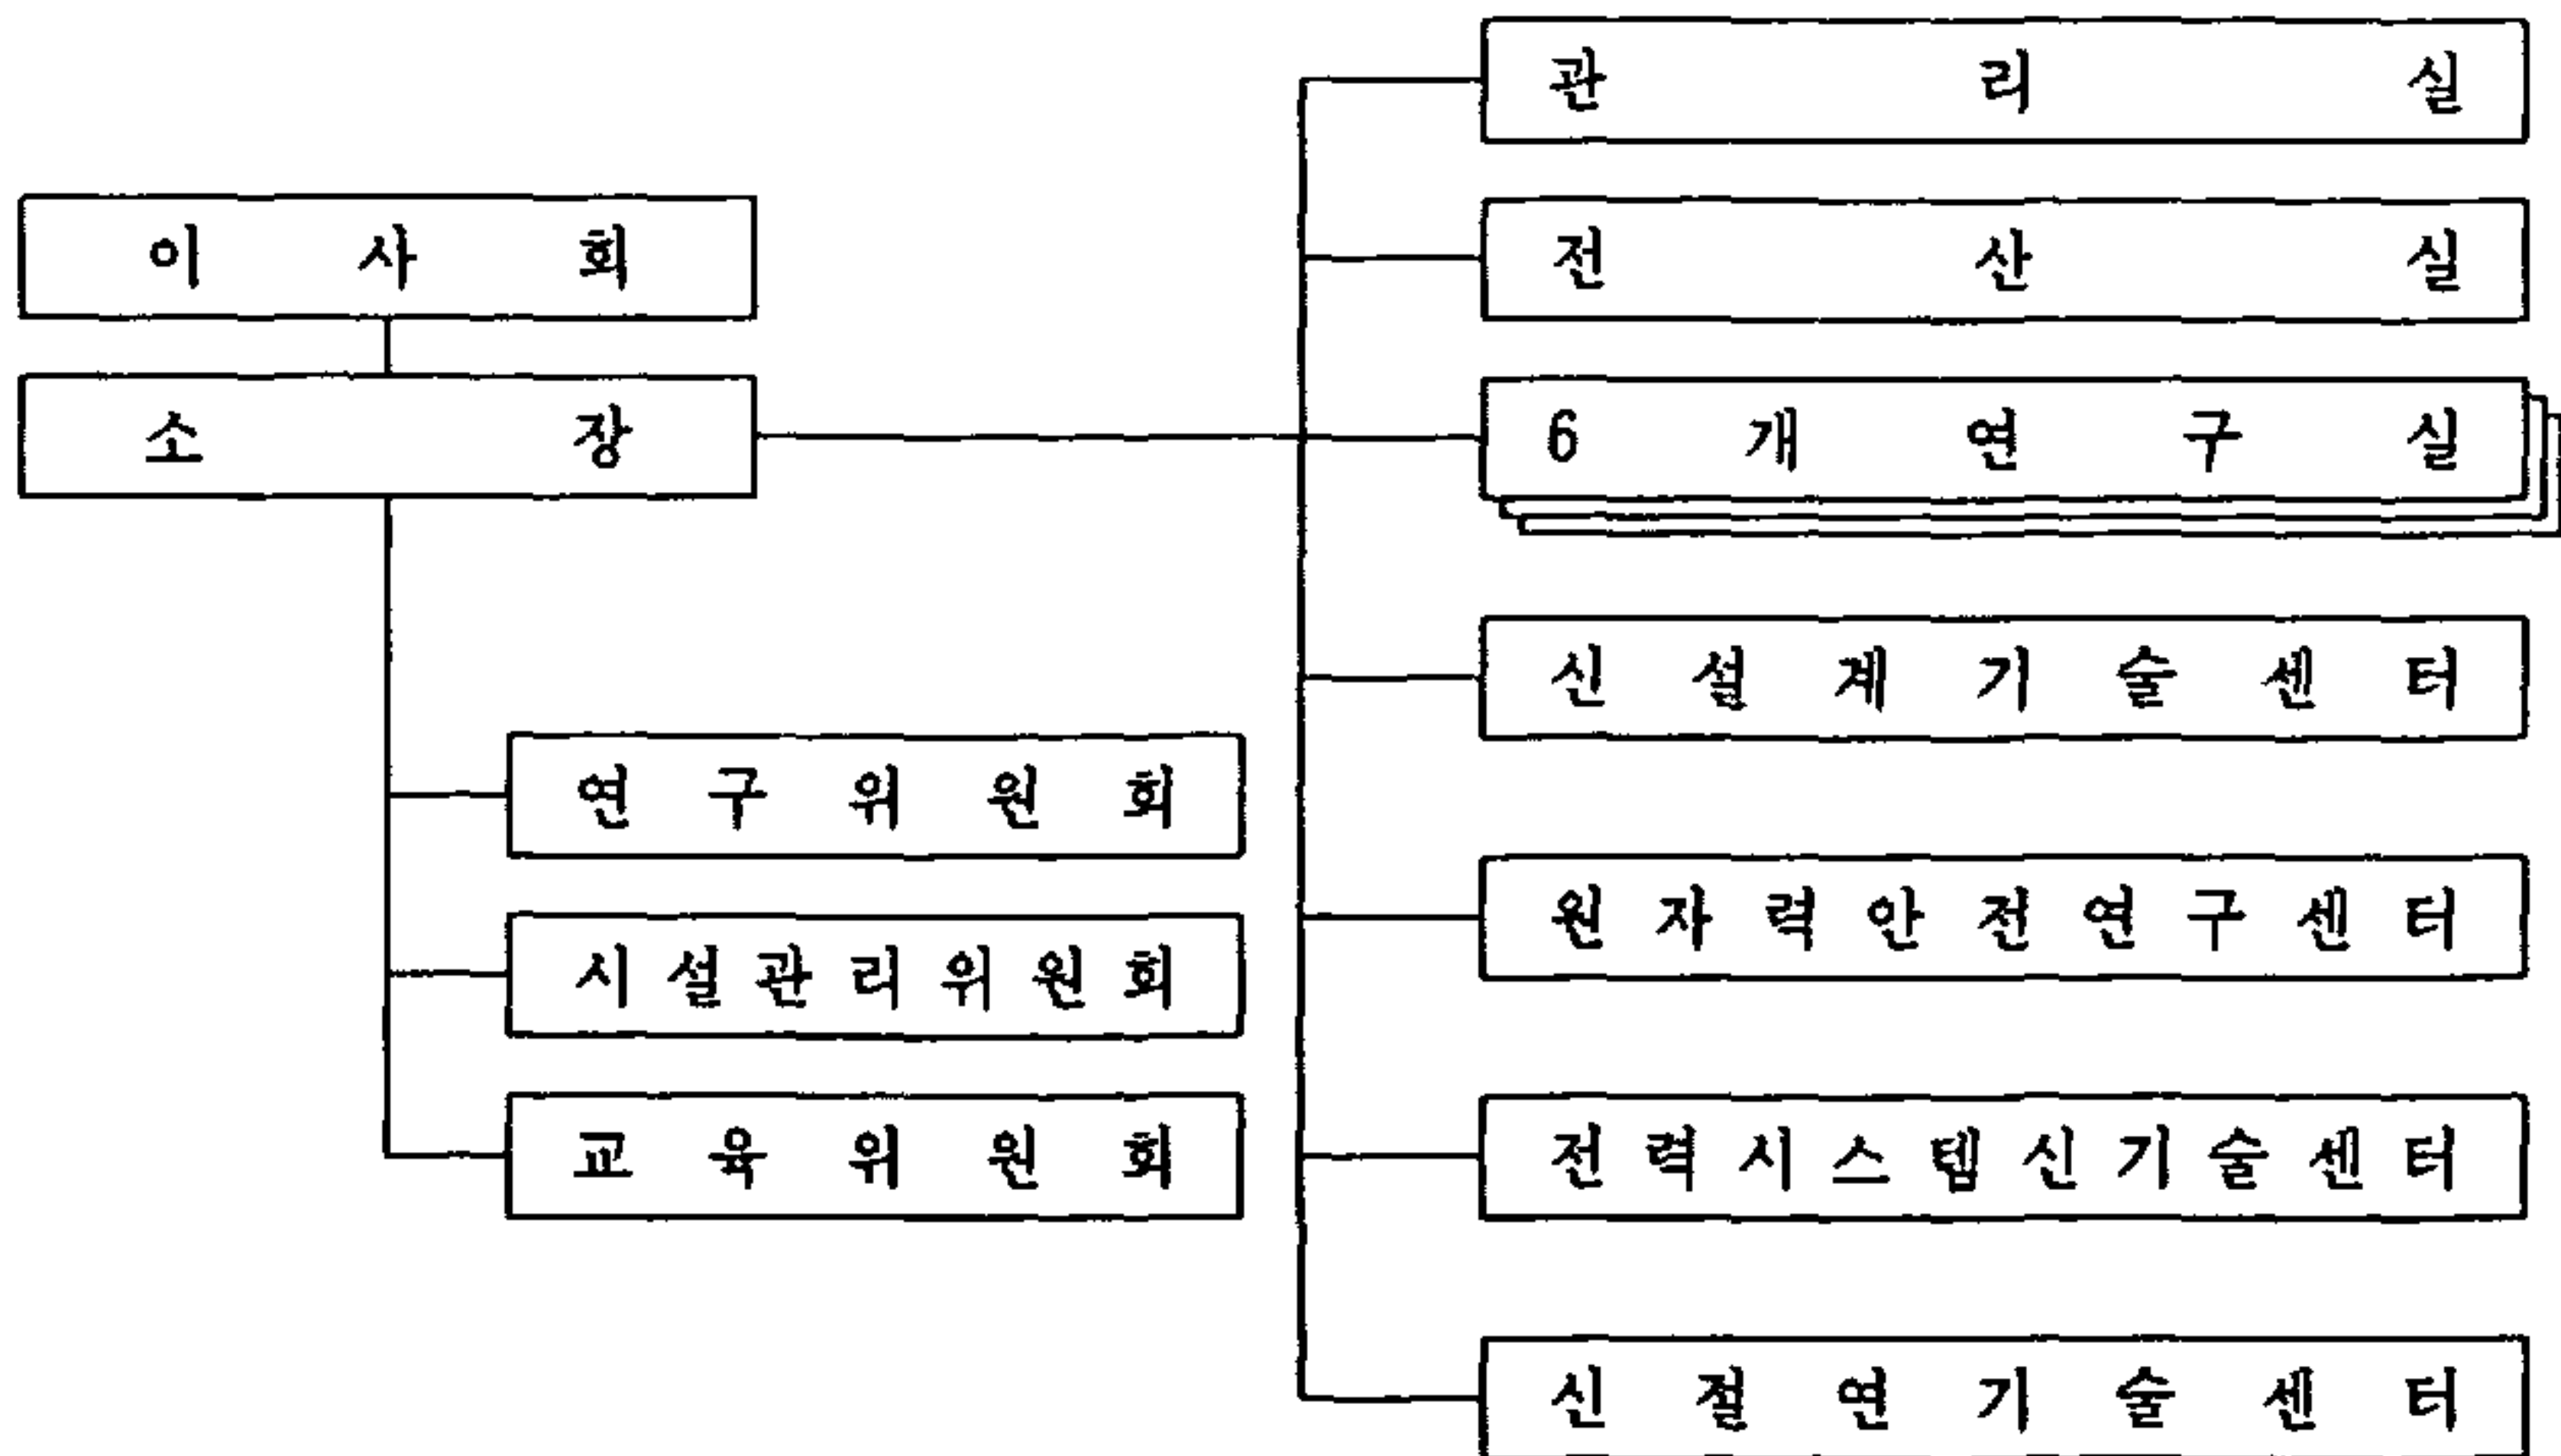 이사회
소장
연구위원회
시설관리위원회
교육위원회
관리실
전산실
6개연구실
신설계기술센터
원자력안전연구센터
전력시스템신기술센터
신절연기술센터